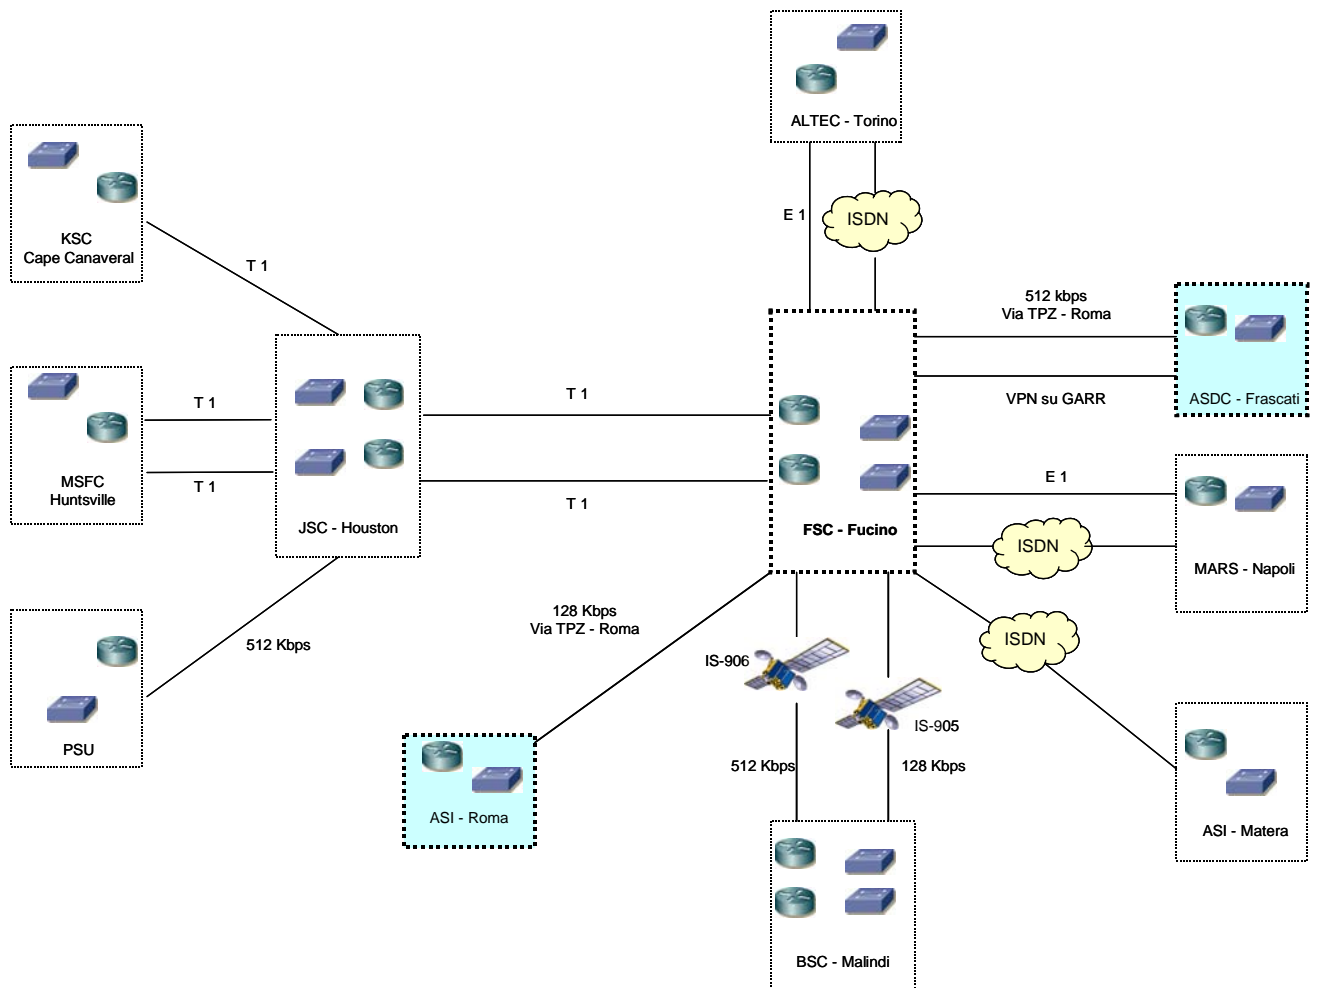 ALTEC - Torino
E 1
ISDN
KSC
Cape Canaveral
T 1
512 kbps
Via TPZ - Roma
VPN su GARR
ASDC - Frascati
MSFC
Huntsville
T 1
T 1
JSC - Houston
T 1
T 1
FSC - Fucino
E 1
ISDN
MARS - Napoli
PSU
512 Kbps
128 Kbps
Via TPZ - Roma
IS-906
IS-905
ISDN
ASI - Roma
512 Kbps
128 Kbps
ASI - Matera
BSC - Malindi